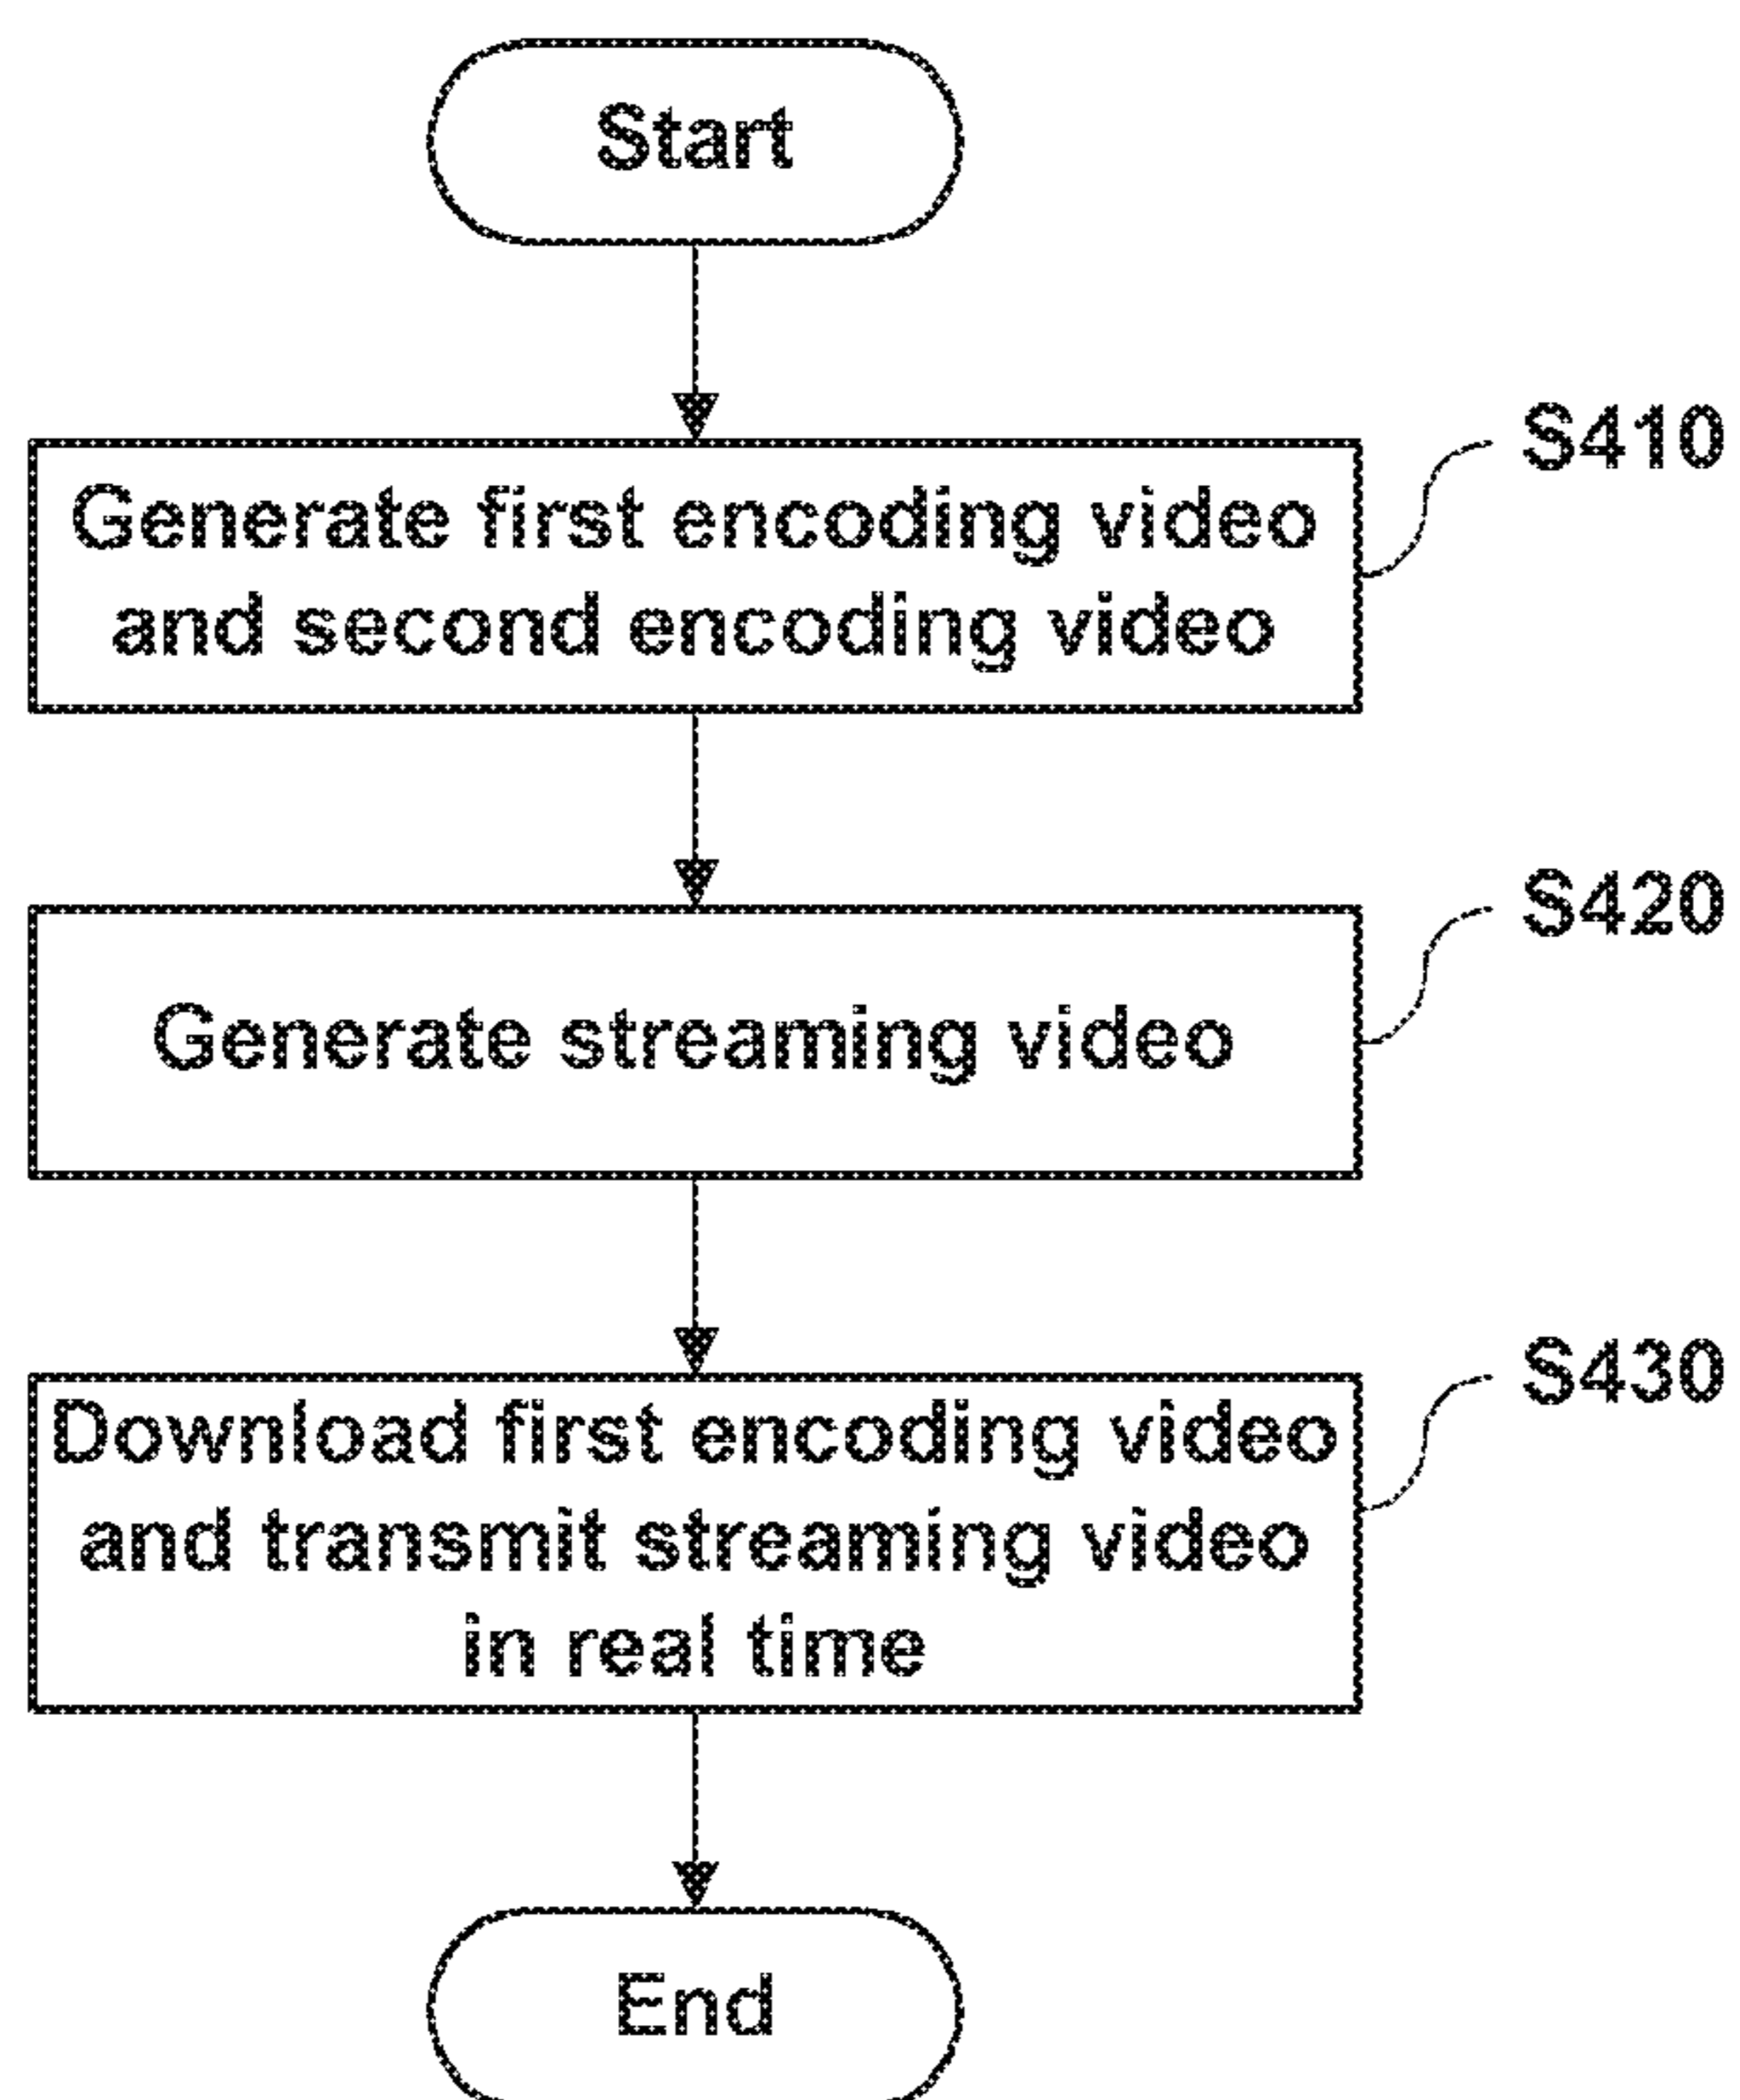 Start
S410
Generate first encoding video
and second encoding video
S420
Generate streaming video
S430
Download first encoding video
and transmit streaming video
in real time
End